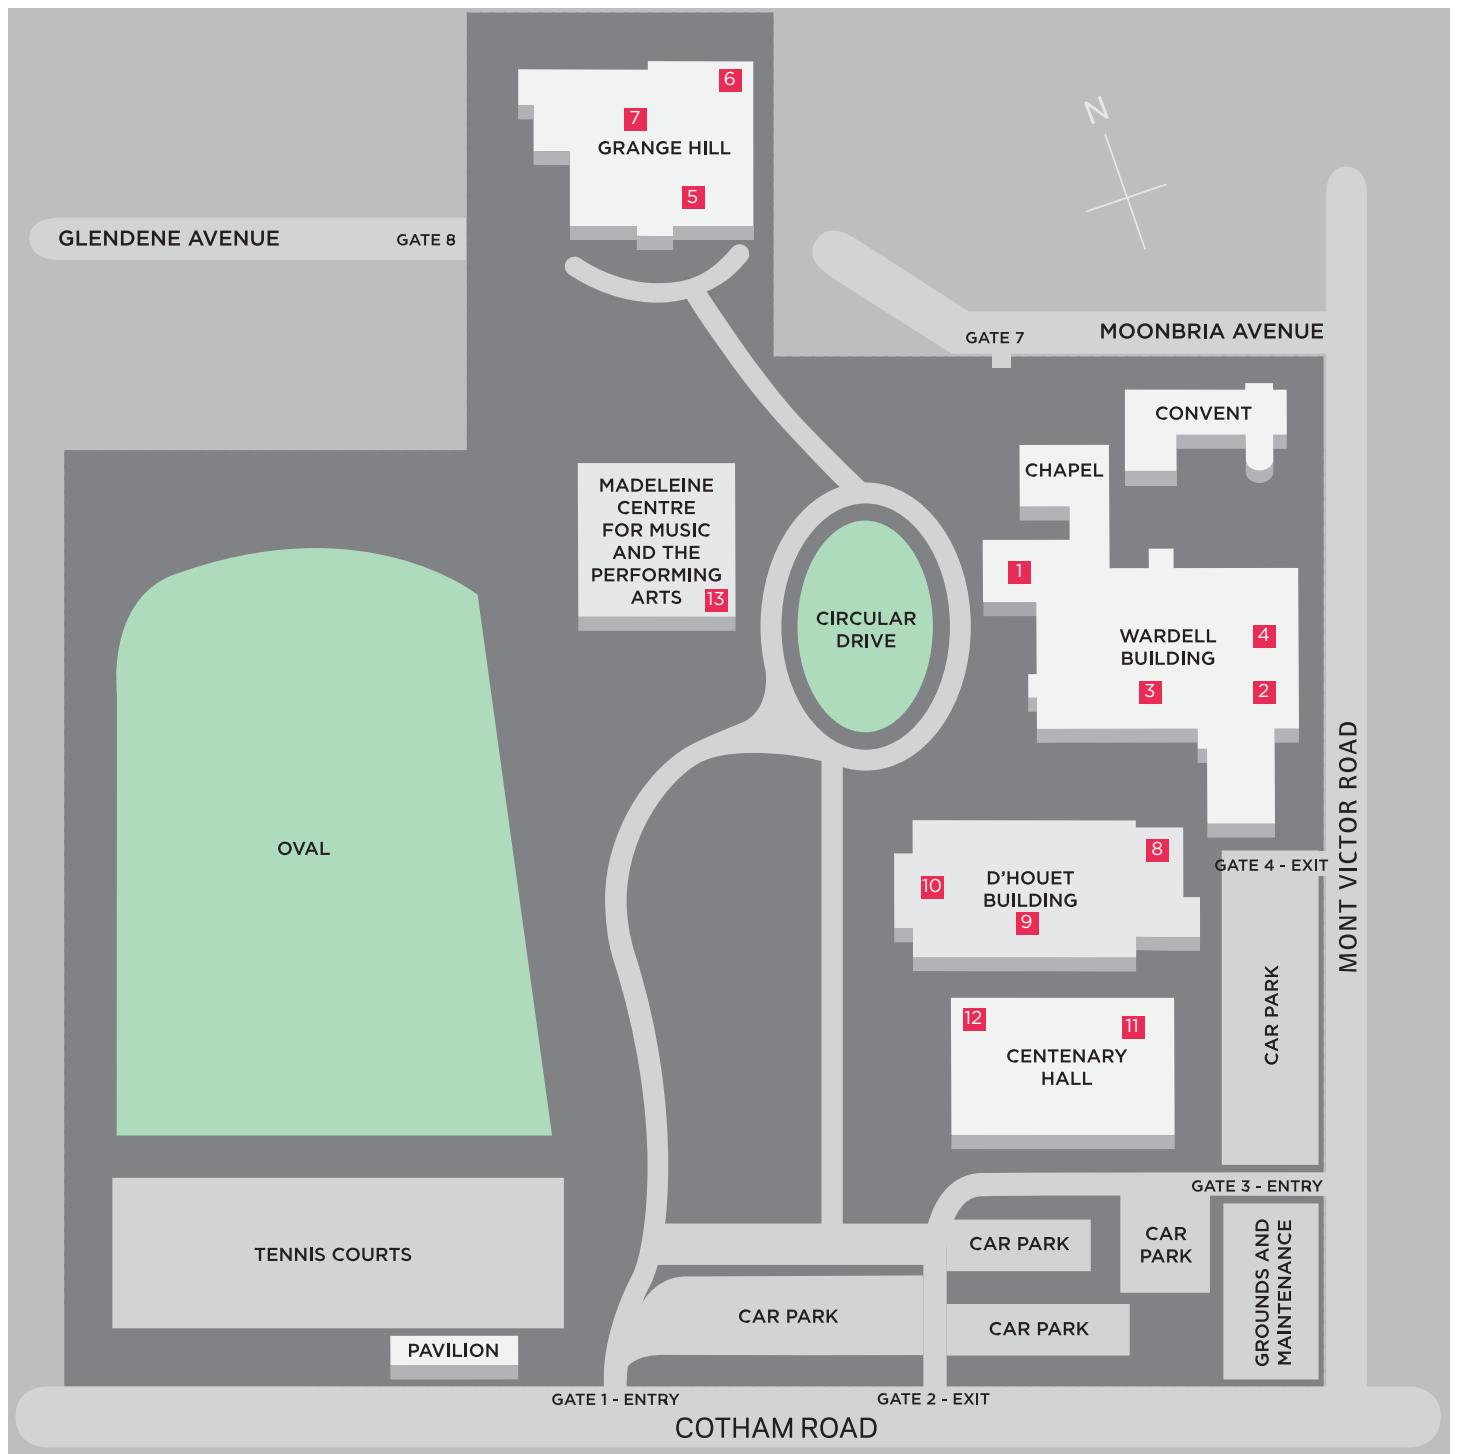 6
7
GRANGE HILL
5
N
GLENDENE AVENUE
GATE 8
GATE 7
MOONBRIA AVENUE
CONVENT
CHAPEL
MADELEINE
CENTRE
FOR MUSIC
AND THE
PERFORMING
ARTS
13
1
CIRCULAR
DRIVE
WARDELL
BUILDING
4
3
2
MONT VICTOR ROAD
OVAL
8
D'HOUET
BUILDING
10
9
GATE 4 - EXIT
CAR PARK
12
11
CENTENARY
HALL
GATE 3 - ENTRY
TENNIS COURTS
CAR PARK
CAR
PARK
GROUNDS AND
MAINTENANCE
CAR PARK
CAR PARK
PAVILION
GATE 1 - ENTRY
GATE 2 - EXIT
COTHAM ROAD